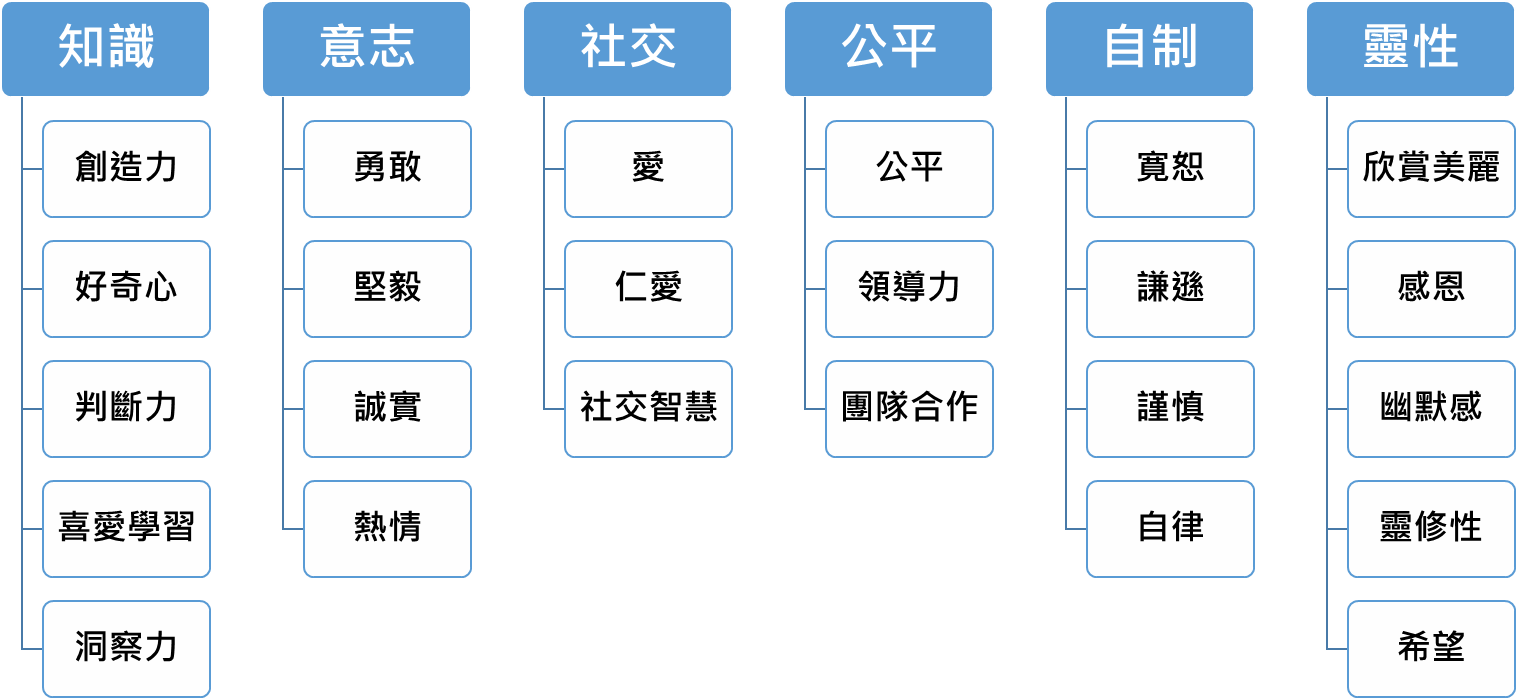 知識
創造力
好奇心
判斷力
喜愛學習
洞察力
意志
勇敢
堅毅
誠實
熱情
社交
愛
仁愛
社交智慧
公平
公平
領導力
團隊合作
自制
寬恕
謙遜
謹慎
自律
靈性
欣賞美麗
感恩
幽默感
靈修性
希望